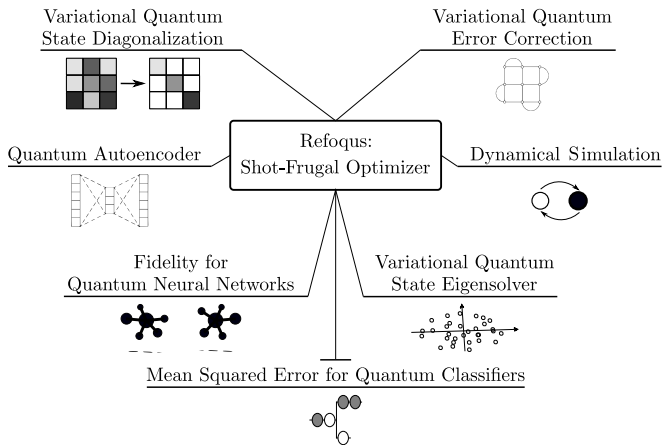 Variational Quantum
State Diagonalization
Variational Quantum
Error Correction
Refoqus:
Shot-Frugal Optimizer
Quantum Autoencoder
Dynamical Simulation
Fidelity for
Quantum Neural Networks
Variational Quantum
State Eigensolver
Mean Squared Error for Quantum Classifiers